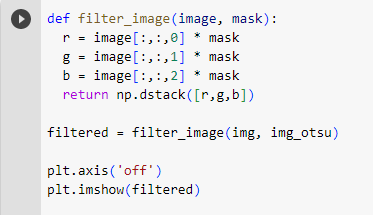 def filter_image(image, mask):
  r = image[:,:,0] * mask
  g = image[:,:,1] * mask
  b = image[:,:,2] * mask
  return np.dstack([r,g,b])

filtered = filter_image(img, img_otsu)

plt.axis('off')
plt.imshow(filtered)